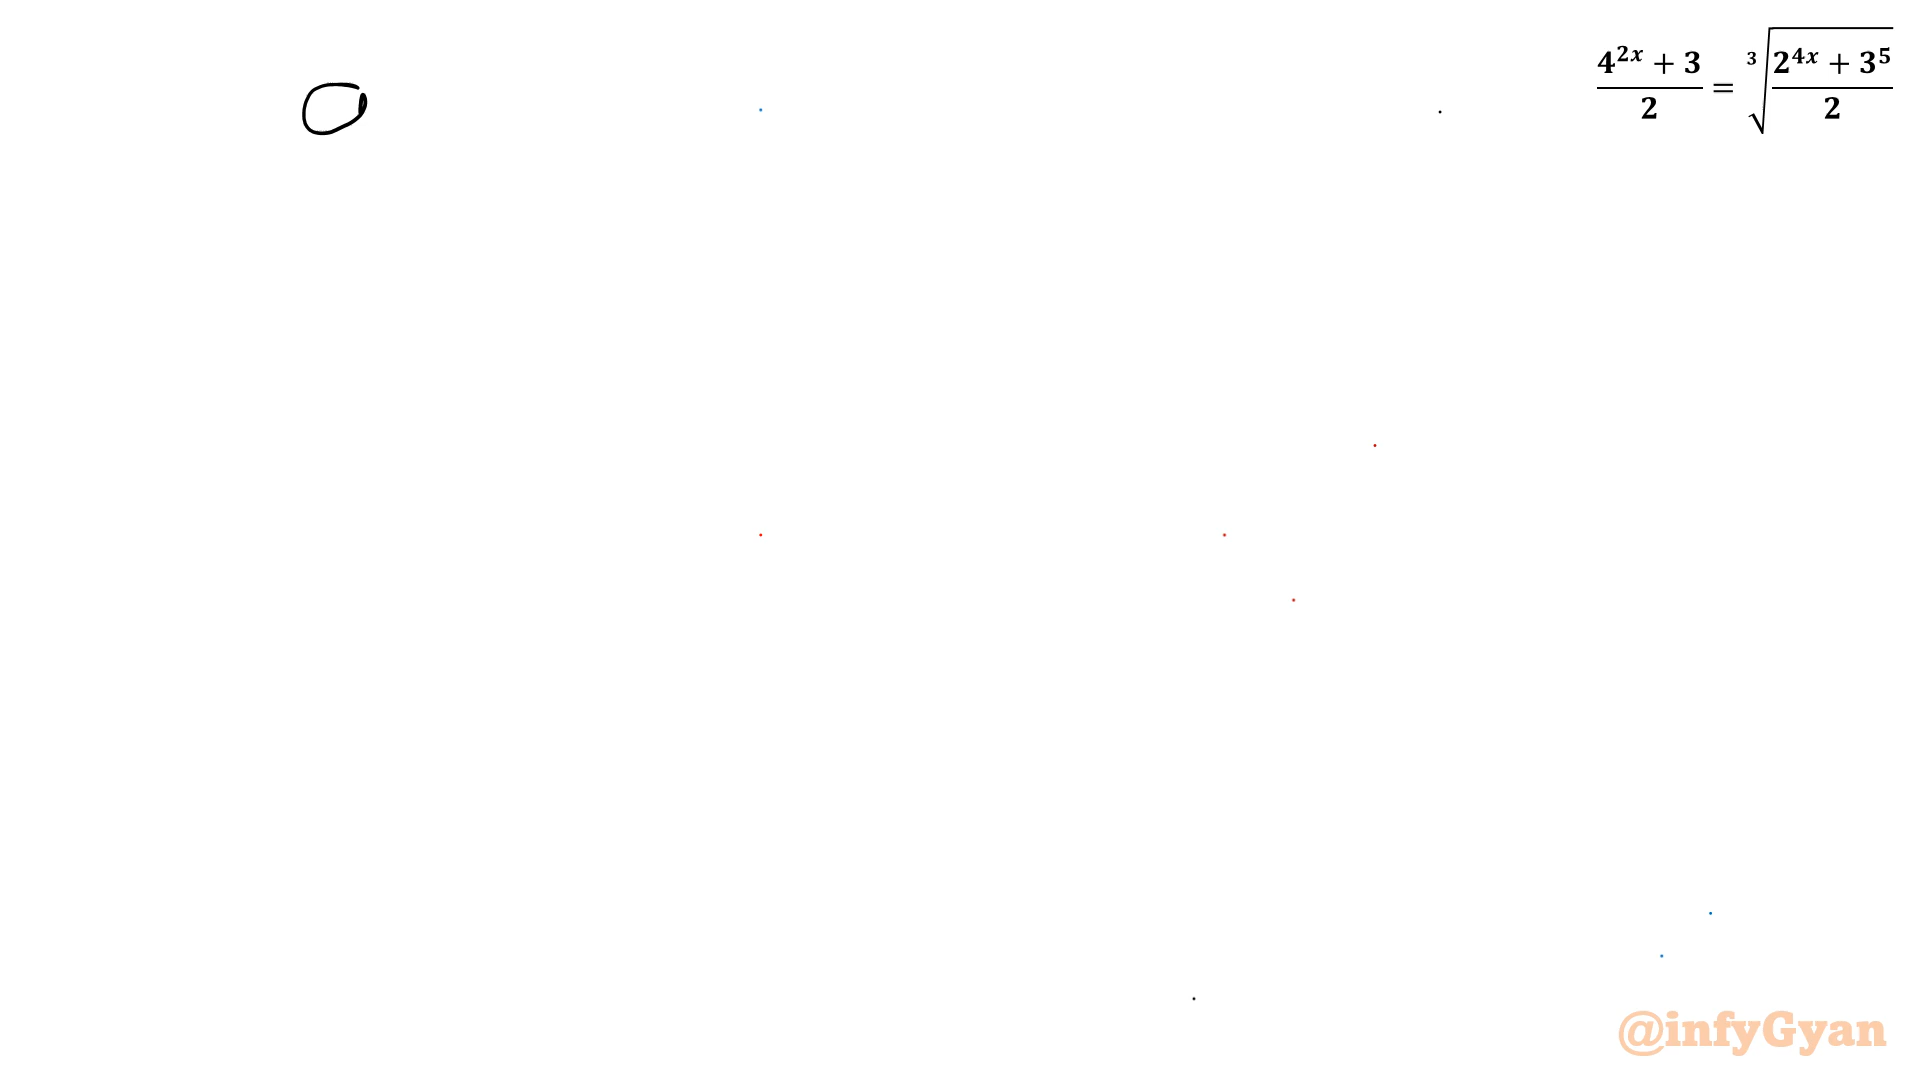 (4^{2x} + 3)/2 = ∛((2^{4x} + 3^5)/2)
@infyGyan